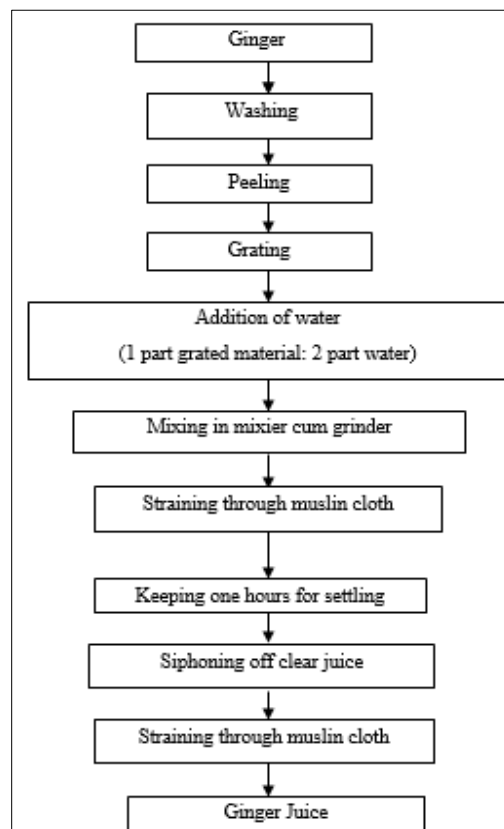 Ginger
Washing
Peeling
Grating
Addition of water
(1 part grated material: 2 part water)
Mixing in mixier cum grinder
Straining through muslin cloth
Keeping one hours for settling
Siphoning off clear juice
Straining through muslin cloth
Ginger Juice